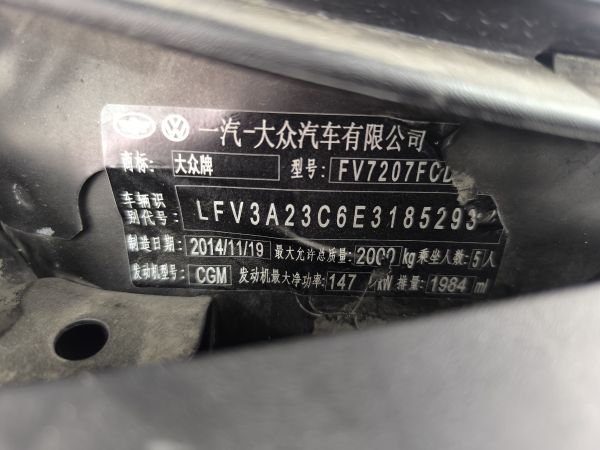 一汽-大众汽车有限公司
商标: 大众牌 型号: FV7207FCD
车辆识
别代号: LFV3A23C6E3185293
制造日期: 2014/11/19 最大允许总质量: 2000 kg 乘坐人数: 5人
发动机型号: CGM 发动机最大净功率: 147 kW 排量: 1984 ml